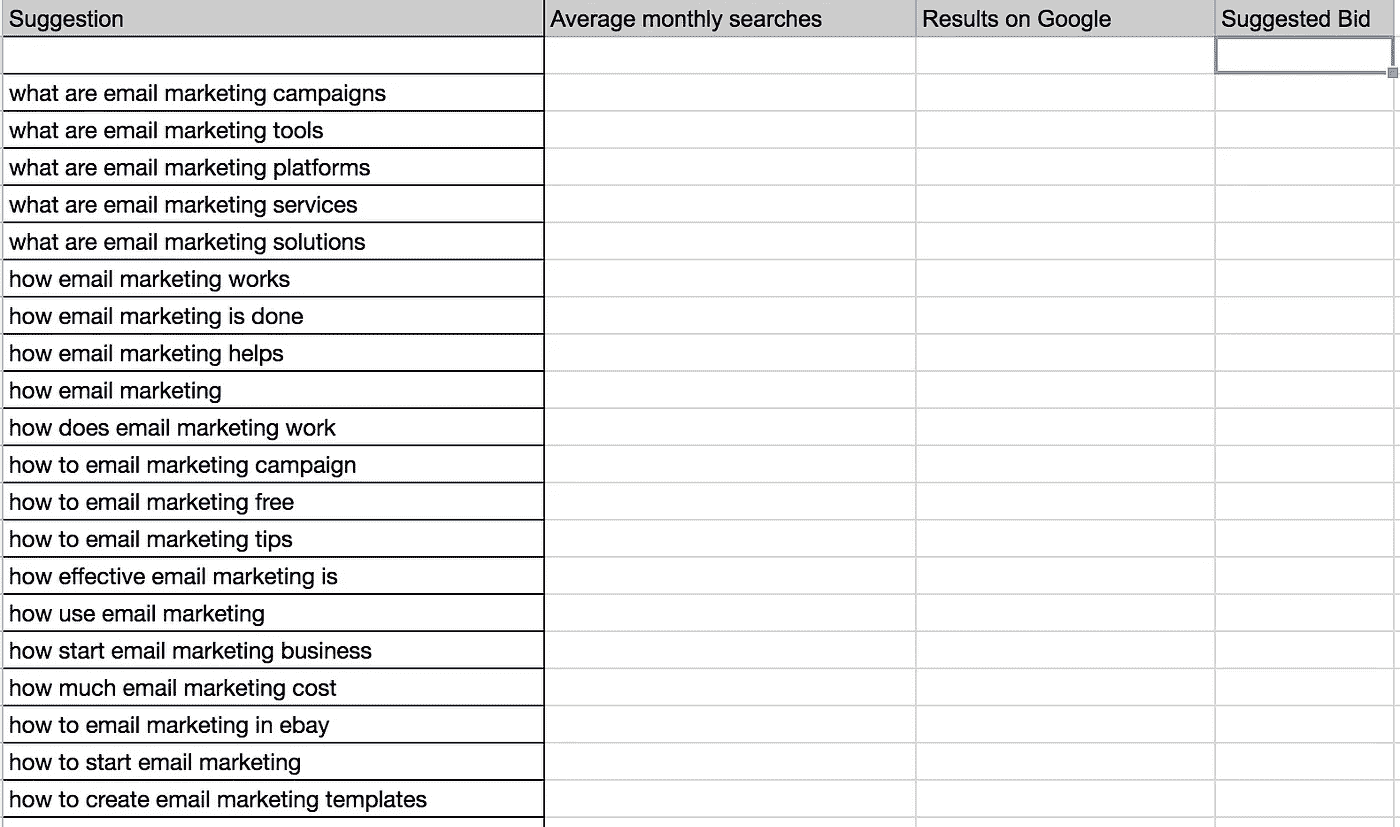 Suggestion Average monthly searches Results on Google Suggested Bid
what are email marketing campaigns
what are email marketing tools
what are email marketing platforms
what are email marketing services
what are email marketing solutions
how email marketing works
how email marketing is done
how email marketing helps
how email marketing
how does email marketing work
how to email marketing campaign
how to email marketing free
how to email marketing tips
how effective email marketing is
how use email marketing
how start email marketing business
how much email marketing cost
how to email marketing in ebay
how to start email marketing
how to create email marketing templates